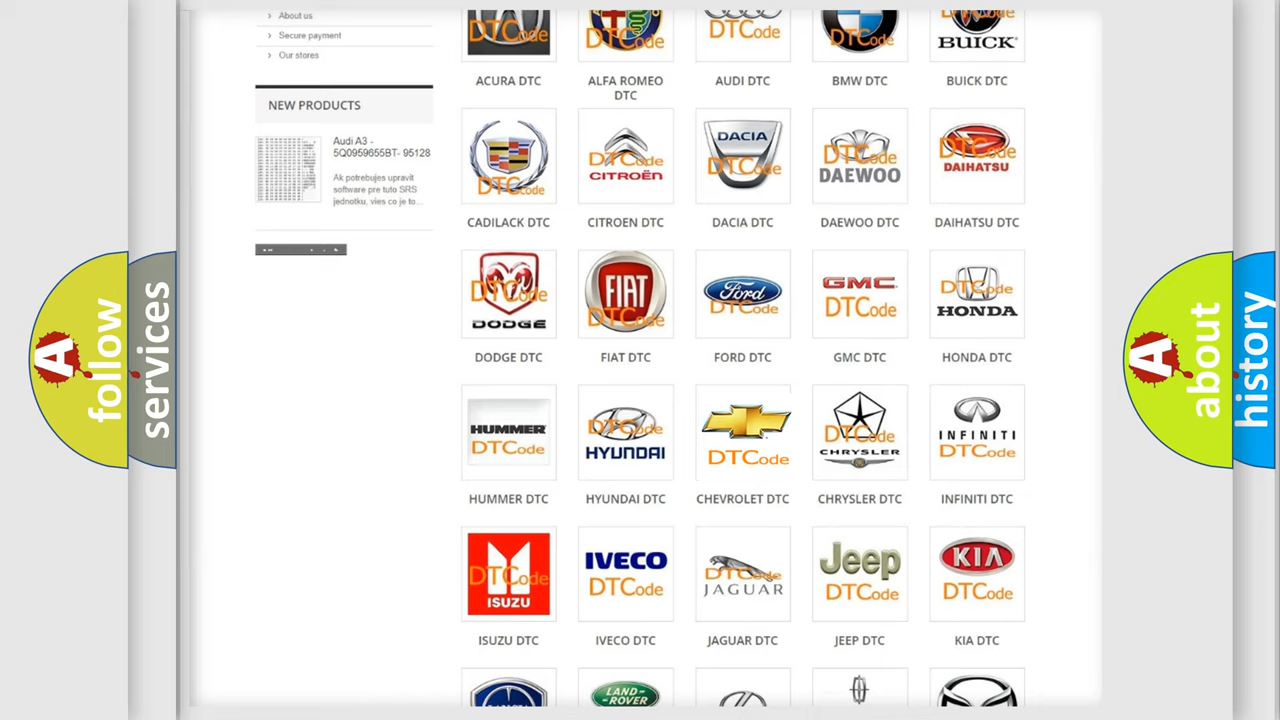 About us
Secure payment
Our stores
NEW PRODUCTS
Audi A3 -
5Q0959655BT- 95128
Ak potrebujes upravit
software pre tuto SRS
jednotku, vies co je to...
DTCode
DTCode
DTCode
DTCode
BUICK
ACURA DTC
ALFA ROMEO
DTC
AUDI DTC
BMW DTC
BUICK DTC
DTCode
DTCode
CITROËN
DACIA
DTCode
DTCode
DAEWOO
DTCode
DAIHATSU
CADILACK DTC
CITROEN DTC
DACIA DTC
DAEWOO DTC
DAIHATSU DTC
DTCode
DODGE
FIAT
DTCode
Ford
DTCode
GMC
DTCode
DTCode
HONDA
DODGE DTC
FIAT DTC
FORD DTC
GMC DTC
HONDA DTC
HUMMER
DTCode
DTCode
HYUNDAI
DTCode
DTCode
CHRYSLER
INFINITI
DTCode
HUMMER DTC
HYUNDAI DTC
CHEVROLET DTC
CHRYSLER DTC
INFINITI DTC
DTCode
ISUZU
IVECO
DTCode
DTCode
JAGUAR
Jeep
DTCode
KIA
DTCode
ISUZU DTC
IVECO DTC
JAGUAR DTC
JEEP DTC
KIA DTC
LAND-
ROVER
A
follow
services
A
about
history